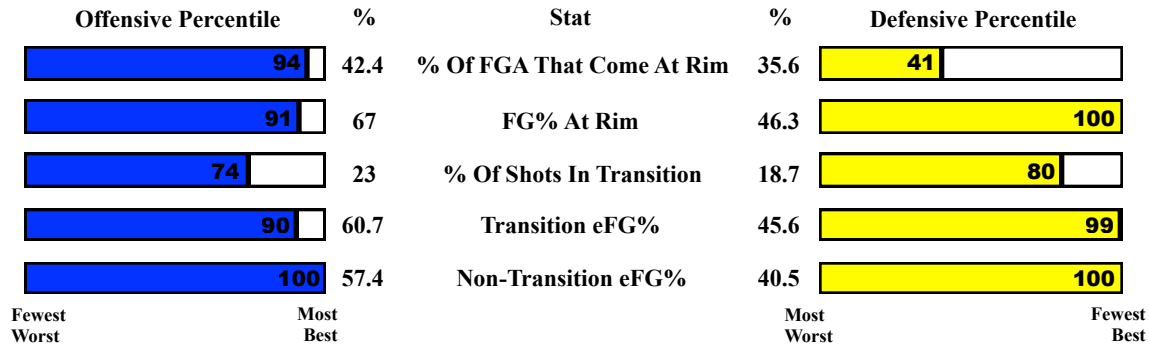 Offensive Percentile % Stat % Defensive Percentile
94 42.4 % Of FGA That Come At Rim 35.6 41
91 67 FG% At Rim 46.3 100
74 23 % Of Shots In Transition 18.7 80
90 60.7 Transition eFG% 45.6 99
100 57.4 Non-Transition eFG% 40.5 100
Fewest Most Most Fewest
Worst Best Worst Best